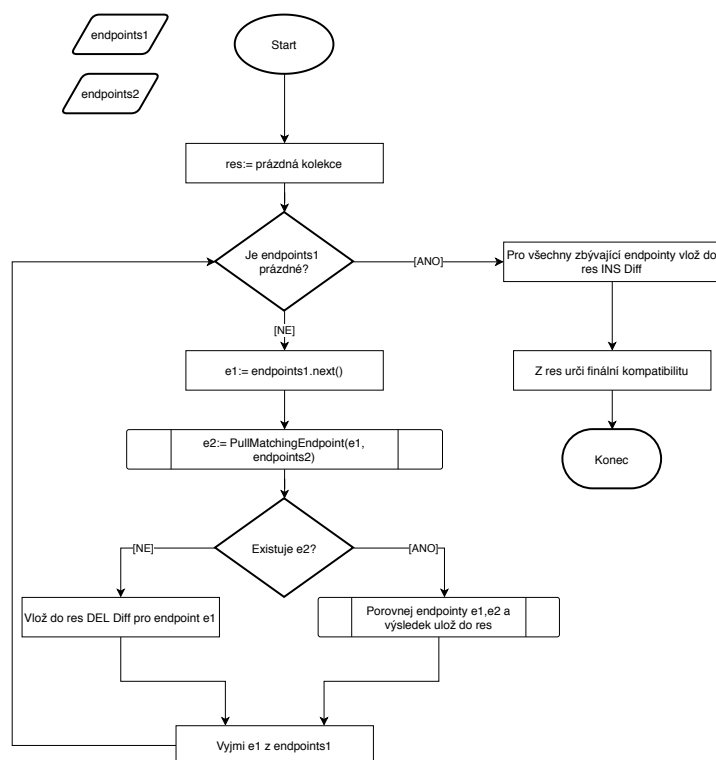 endpoints1
Start
endpoints2
res:= prázdná kolekce
Je endpoints1
prázdné?
[ANO]
Pro všechny zbývající endpointy vlož do
res INS Diff
[NE]
e1:= endpoints1.next()
Z res urči finální kompatibilitu
e2:= PullMatchingEndpoint(e1,
endpoints2)
Konec
Existuje e2?
[NE]
[ANO]
Vlož do res DEL Diff pro endpoint e1
Porovnej endpointy e1,e2 a
výsledek ulož do res
Vyjmi e1 z endpoints1